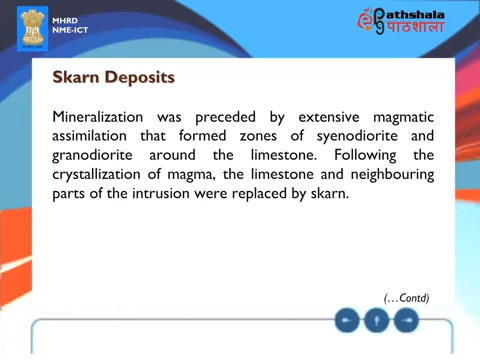 MHRD
NME-ICT
Pathshala
पाठशाला
Skarn Deposits
Mineralization was preceded by extensive magmatic
assimilation that formed zones of syenodiorite and
granodiorite around the limestone. Following the
crystallization of magma, the limestone and neighbouring
parts of the intrusion were replaced by skarn.
(…Contd)